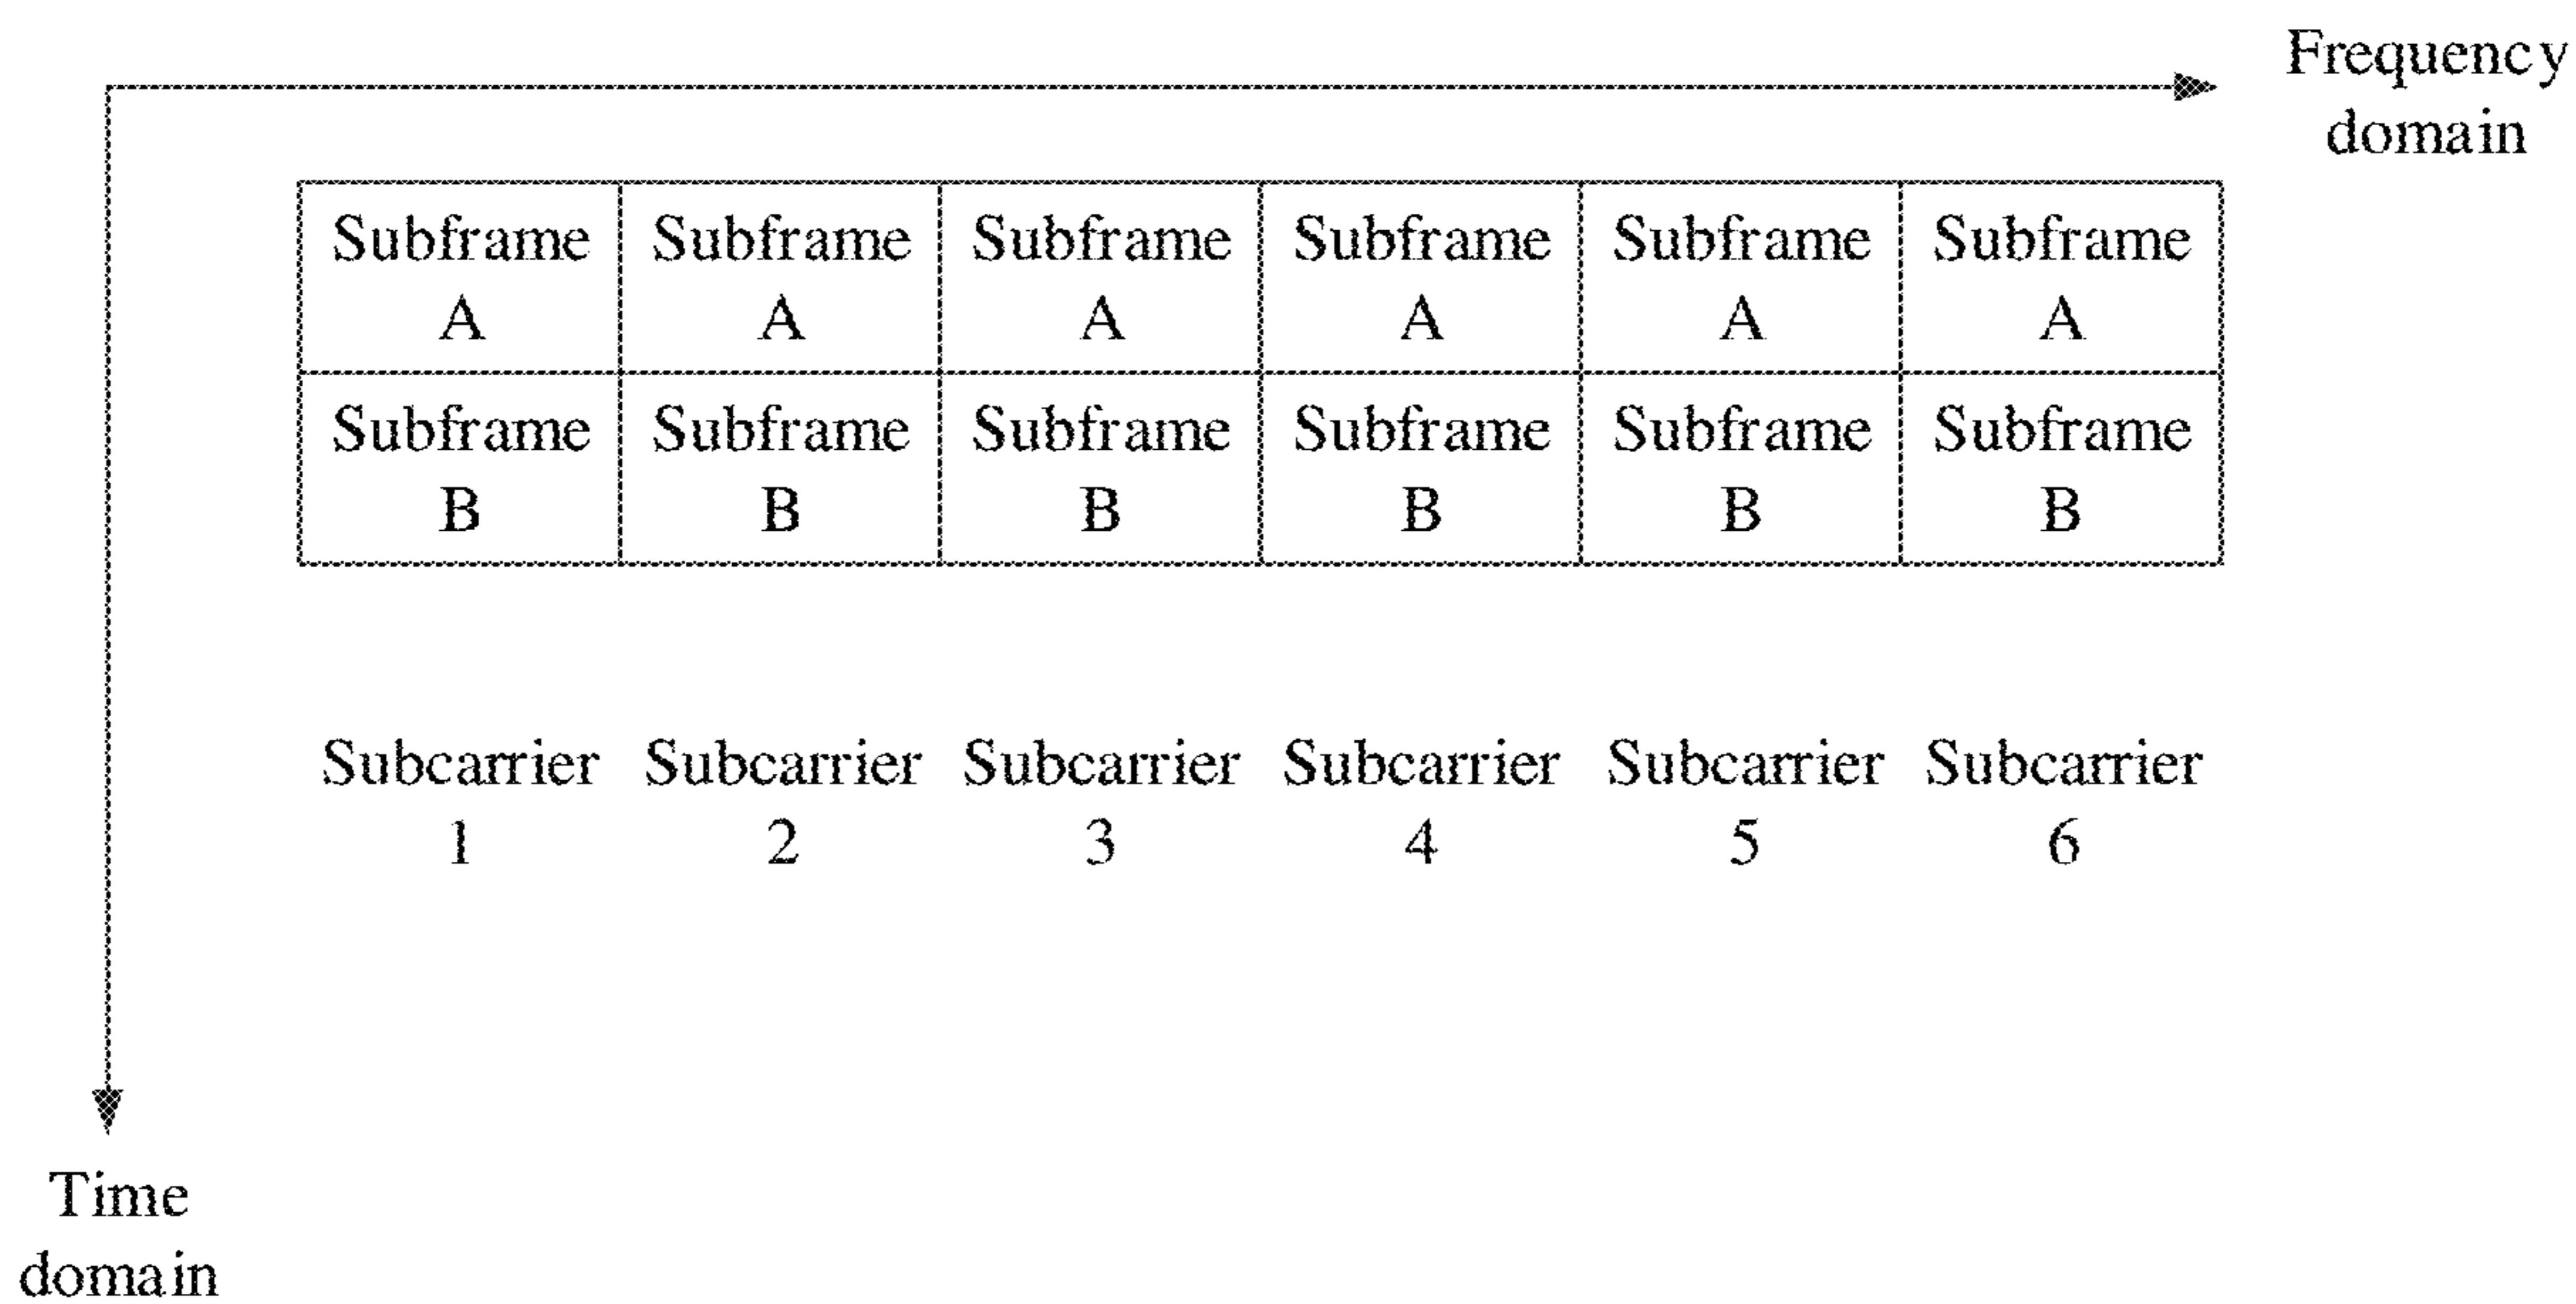 Frequency
domain
Subframe Subframe Subframe Subframe Subframe Subframe
A A A A A A
Subframe Subframe Subframe Subframe Subframe Subframe
B B B B B B
Subcarrier Subcarrier Subcarrier Subcarrier Subcarrier Subcarrier
1 2 3 4 5 6
Time
domain